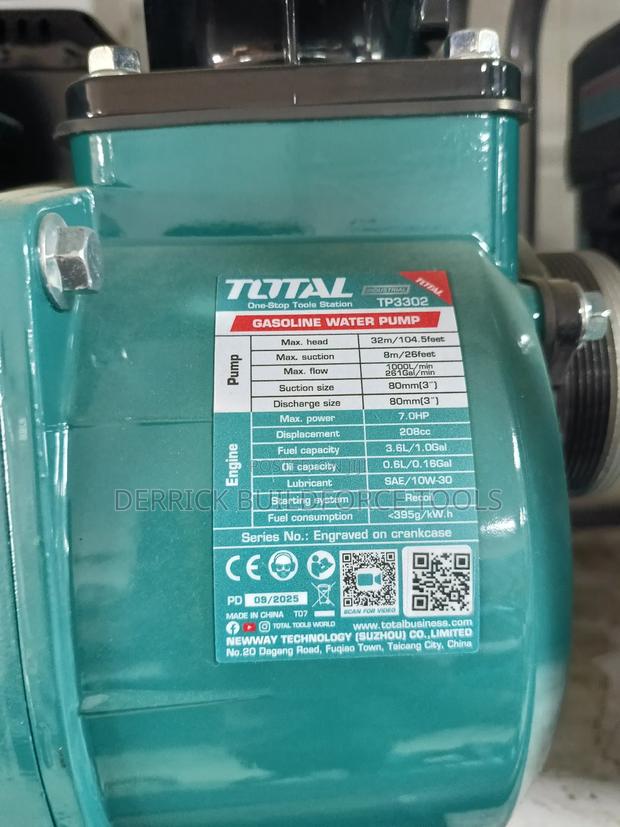 TOTAL INDUSTRIAL TOTAL
One-Stop Tools Station TP3302
GASOLINE WATER PUMP
Pump
Max. head 32m/104.5feet
Max. suction 8m/26feet
Max. flow 1000L/min 261Gal/min
Suction size 80mm(3")
Discharge size 80mm(3")
Engine
Max. power 7.0HP
Displacement 208cc
Fuel capacity 3.6L/1.0Gal
Oil capacity 0.6L/0.16Gal
Lubricant SAE/10W-30
Starting system Recoil
Fuel consumption <395g/kW.h
DERRICK BUILDFORCE TOOLS
Series No.: Engraved on crankcase
CE
PD 09/2025
SCAN FOR VIDEO
MADE IN CHINA T07
TOTAL TOOLS WORLD www.totalbusiness.com
NEWWAY TECHNOLOGY (SUZHOU) CO.,LIMITED
No.20 Dagang Road, Fuqiao Town, Taicang City, China